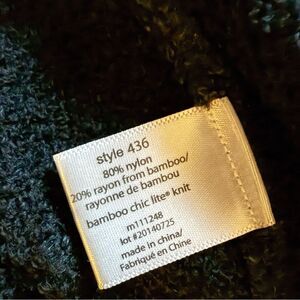 style 436
80% nylon
20% rayon from bamboo/
rayonne de bambou
bamboo chic lite® knit
m111248
lot #20140725
made in china/
Fabriqué en Chine